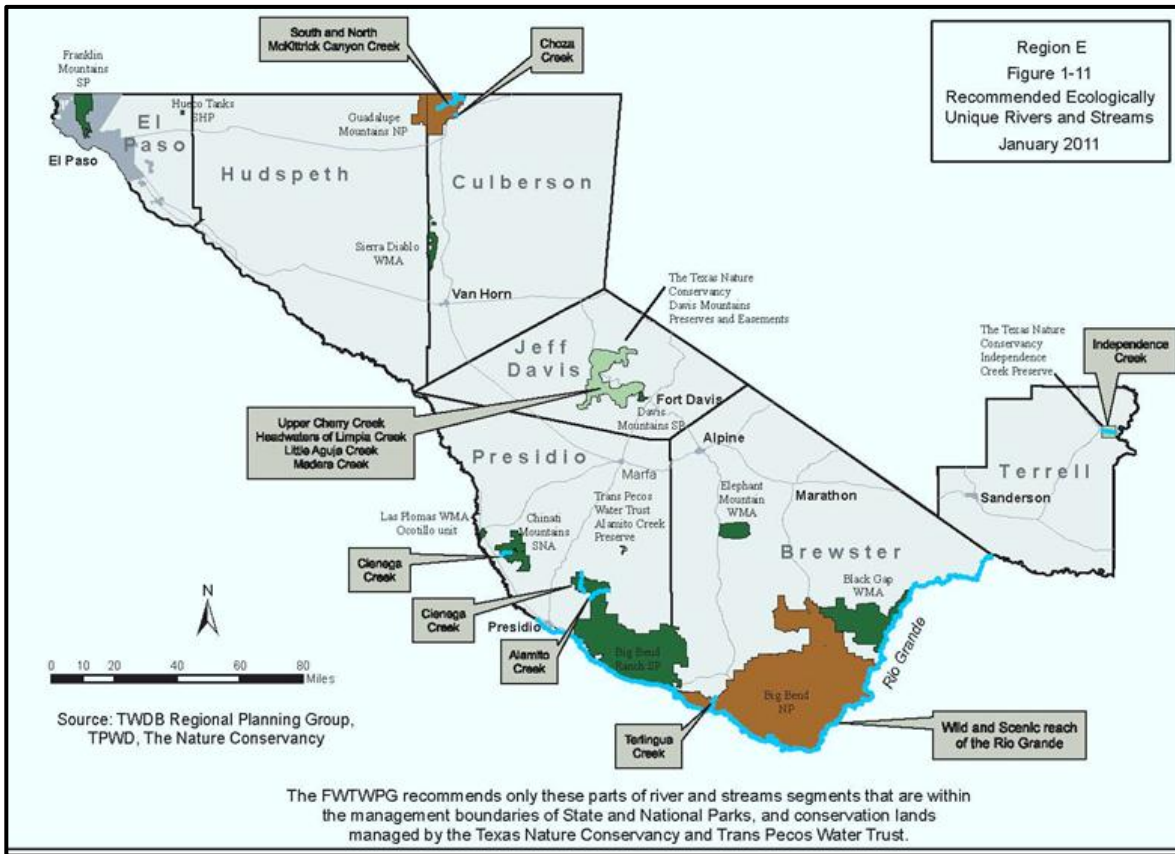 South and North
McKittrick Canyon Creek
Choza
Creek
Region E
Figure 1-11
Recommended Ecologically
Unique Rivers and Streams
January 2011
Franklin
Mountains
SP
Hueco Tanks
SHP
El
Paso
El Paso
Guadalupe
Mountains NP
Hudspeth
Culberson
Sierra Diablo
WMA
Van Horn
The Texas Nature
Conservancy
Davis Mountains
Preserves and Easements
Jeff
Davis
The Texas Nature
Conservancy
Independence
Creek Preserve
Independence
Creek
Fort Davis
Davis
Mountains SP
Upper Cherry Creek
Headwaters of Limpia Creek
Little Aguja Creek
Madera Creek
Presidio
Alpine
Marfa
Terrell
Sanderson
Marathon
Elephant
Mountain
WMA
Trans Pecos
Water Trust
Alamito Creek
Preserve
Las Plomas WMA
Ocotillo unit
Chinati
Mountains
SNA
Brewster
Black Gap
WMA
Cienega
Creek
Cienega
Creek
Presidio
Alamito
Creek
Big Bend
Ranch SP
Big Bend
NP
Rio Grande
N
0 10 20 40 60 80
Miles
Source: TWDB Regional Planning Group,
TPWD, The Nature Conservancy
Terlingua
Creek
Wild and Scenic reach
of the Rio Grande
The FWTWPG recommends only these parts of river and streams segments that are within
the management boundaries of State and National Parks, and conservation lands
managed by the Texas Nature Conservancy and Trans Pecos Water Trust.